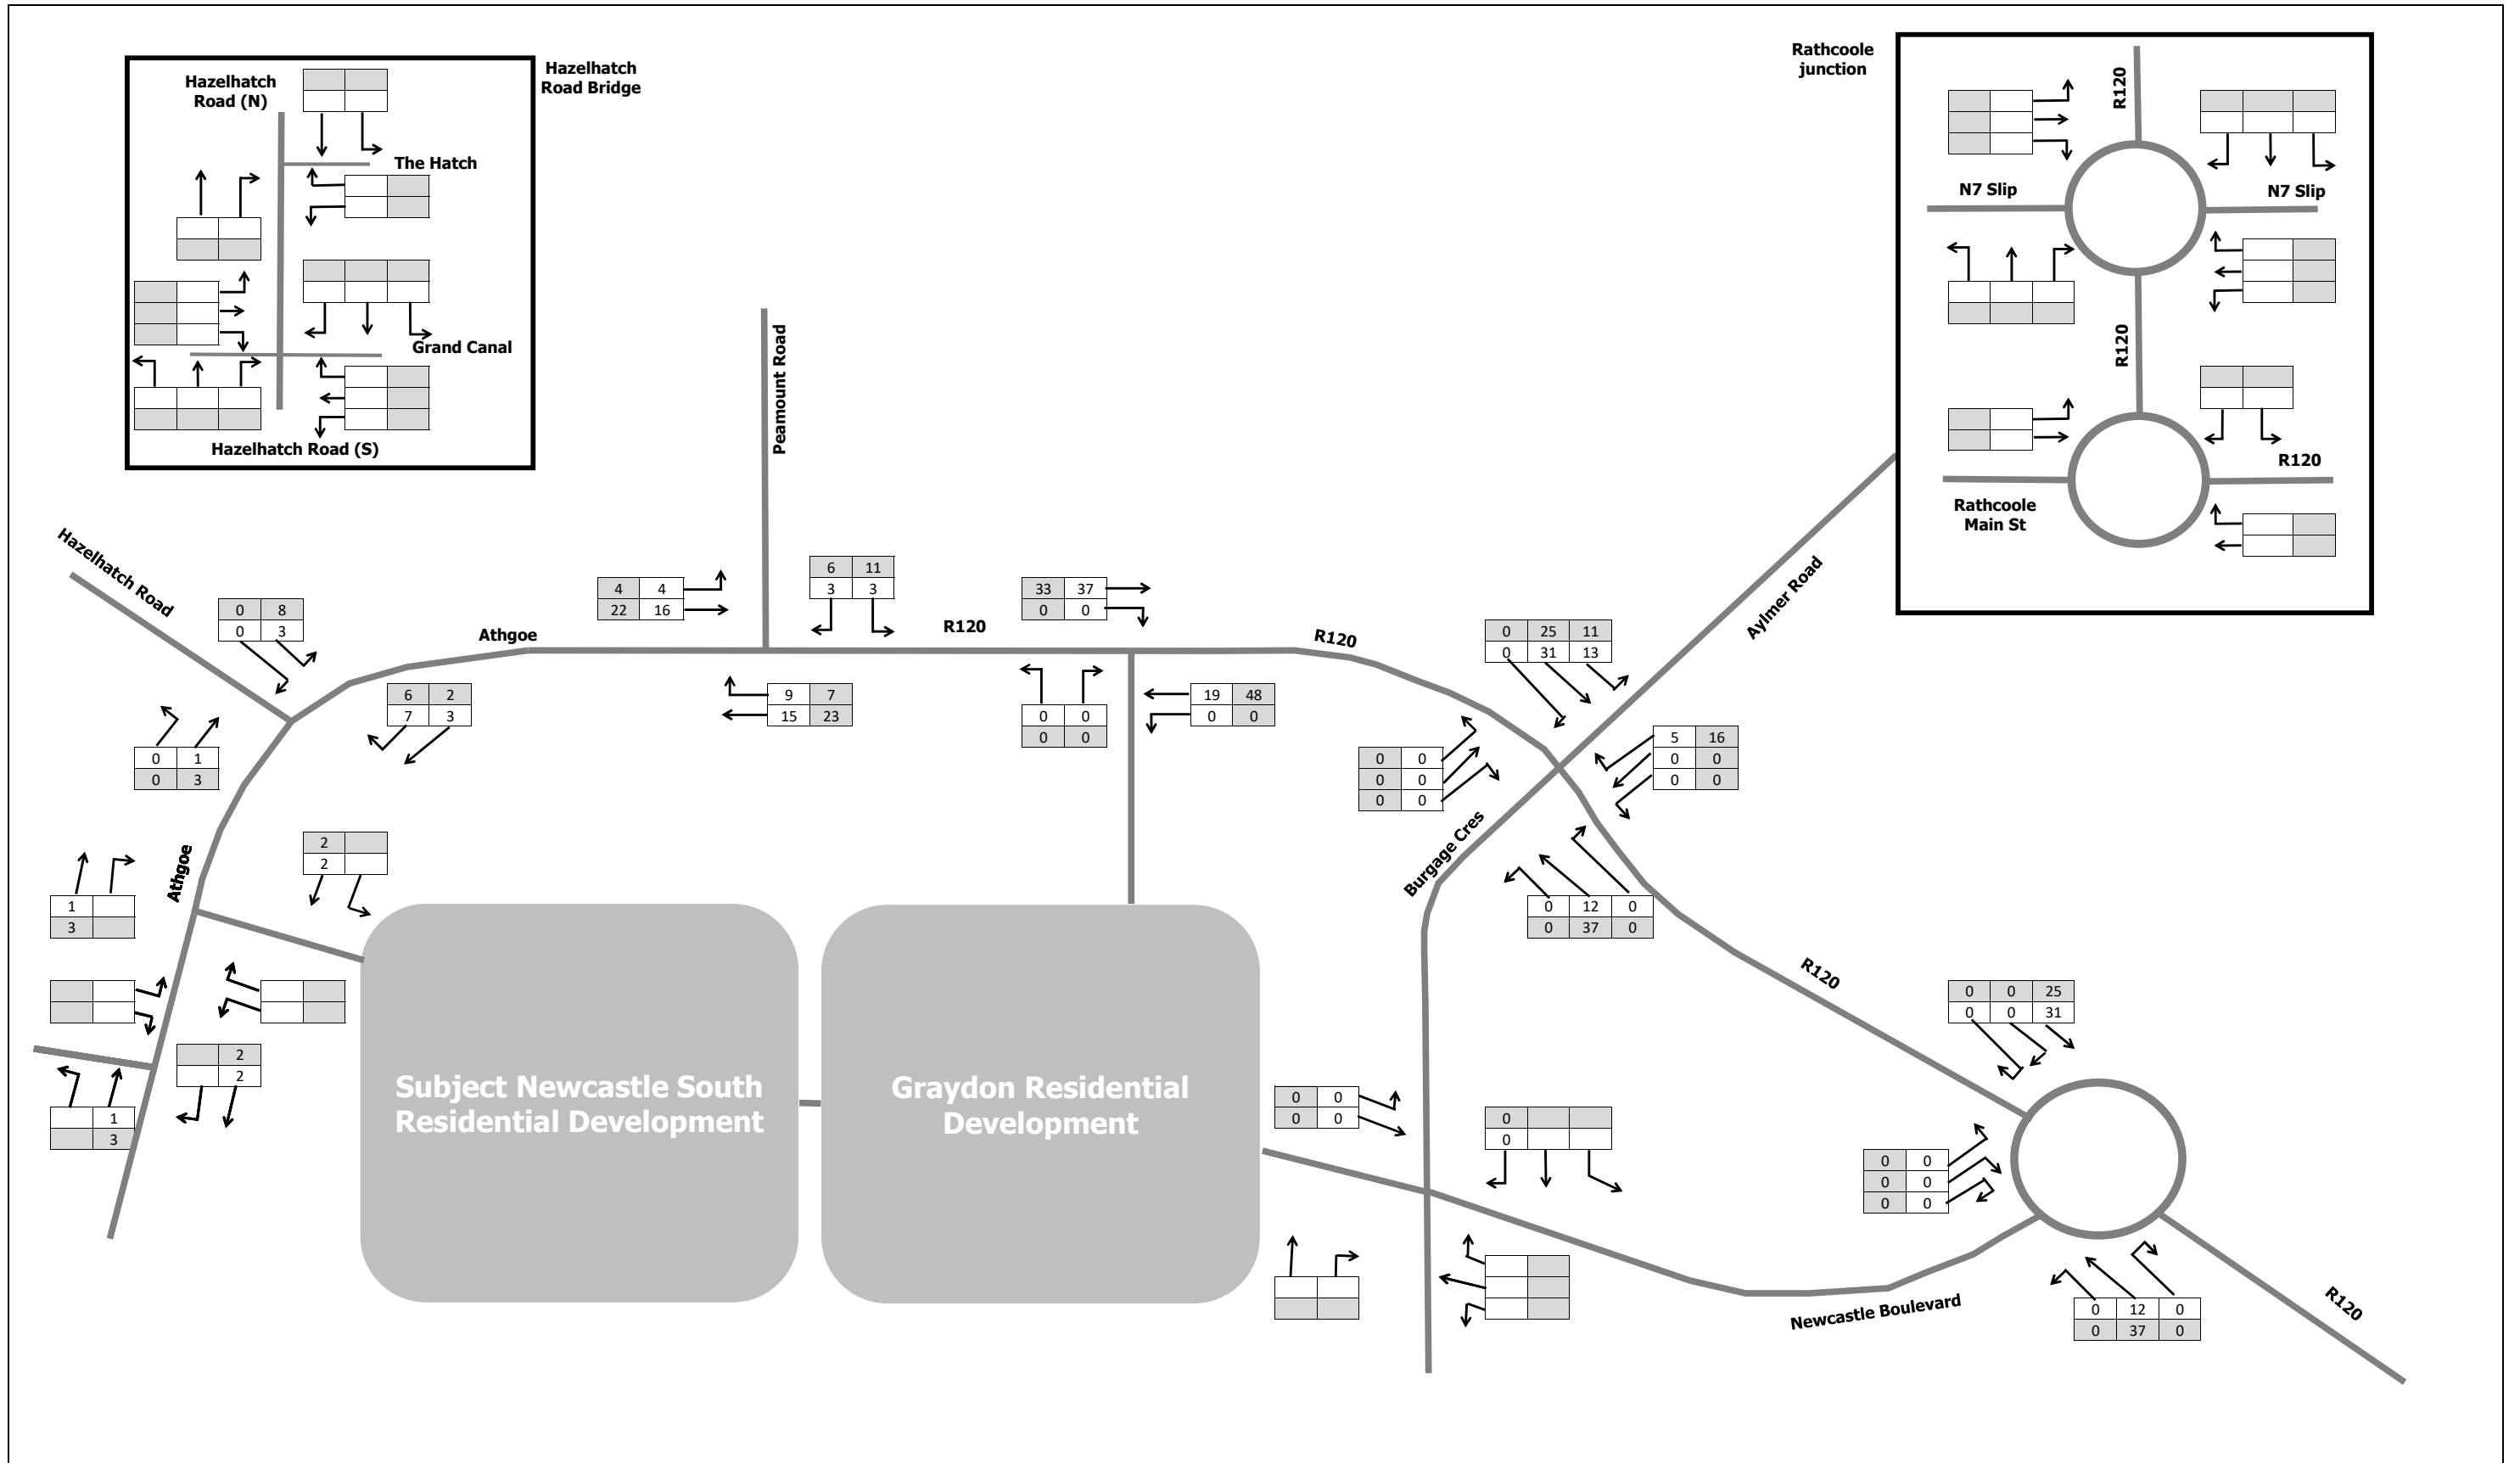 Hazelhatch
Road (N)
Hazelhatch
Road Bridge
The Hatch
Grand Canal
Hazelhatch Road (S)
Rathcoole
junction
R120
N7 Slip
N7 Slip
R120
R120
Rathcoole
Main St
Peamount Road
Hazelhatch Road
0 8
0 3
4 4
22 16
6 11
3 3
33 37
0 0
Athgoe
R120
R120
0 25 11
0 31 13
Aylmer Road
6 2
7 3
9 7
15 23
0 0
0 0
19 48
0 0
0 1
0 3
0 0
0 0
0 0
5 16
0 0
0 0
Burgage Cres
0 12 0
0 37 0
2
2
Athgoe
1
3
2
2
1
3
Subject Newcastle South
Residential Development
Graydon Residential
Development
R120
0 0 25
0 0 31
0 0
0 0
0
0
0 0
0 0
0 0
Newcastle Boulevard
0 12 0
0 37 0
R120